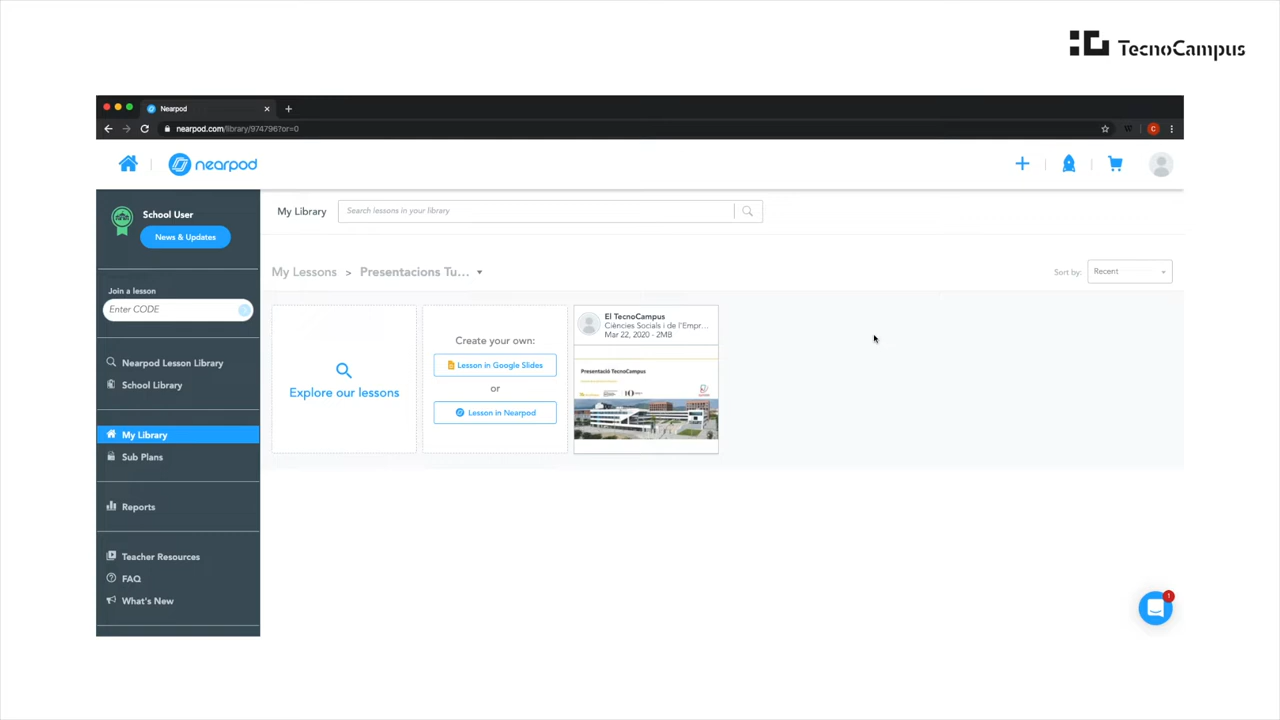 TecnoCampus
Nearpod
nearpod.com/library/974796?or=0
C
nearpod
School User
News & Updates
Join a lesson
Enter CODE
Nearpod Lesson Library
School Library
My Library
Sub Plans
Reports
Teacher Resources
FAQ
What's New
My Library
Search lessons in your library
My Lessons > Presentacions Tu...
Sort by:
Recent
Explore our lessons
Create your own:
Lesson in Google Slides
or
Lesson in Nearpod
El TecnoCampus
Ciències Socials i de l'Empr...
Mar 22, 2020 - 2MB
Presentació TecnoCampus
1